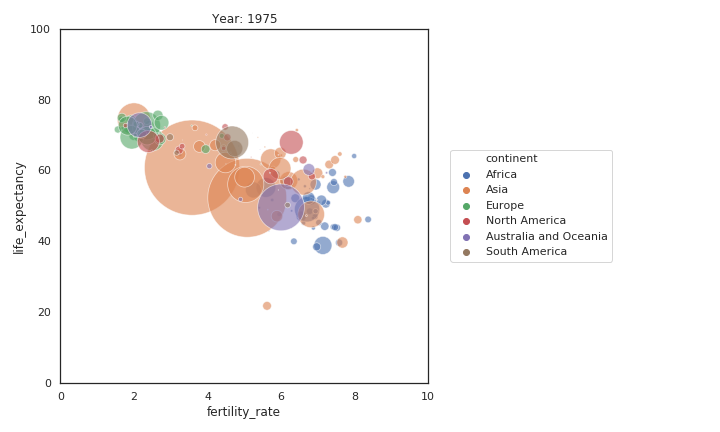 Year: 1975
100
80
60
40
20
0
life_expectancy
0 2 4 6 8 10
fertility_rate
continent
Africa
Asia
Europe
North America
Australia and Oceania
South America